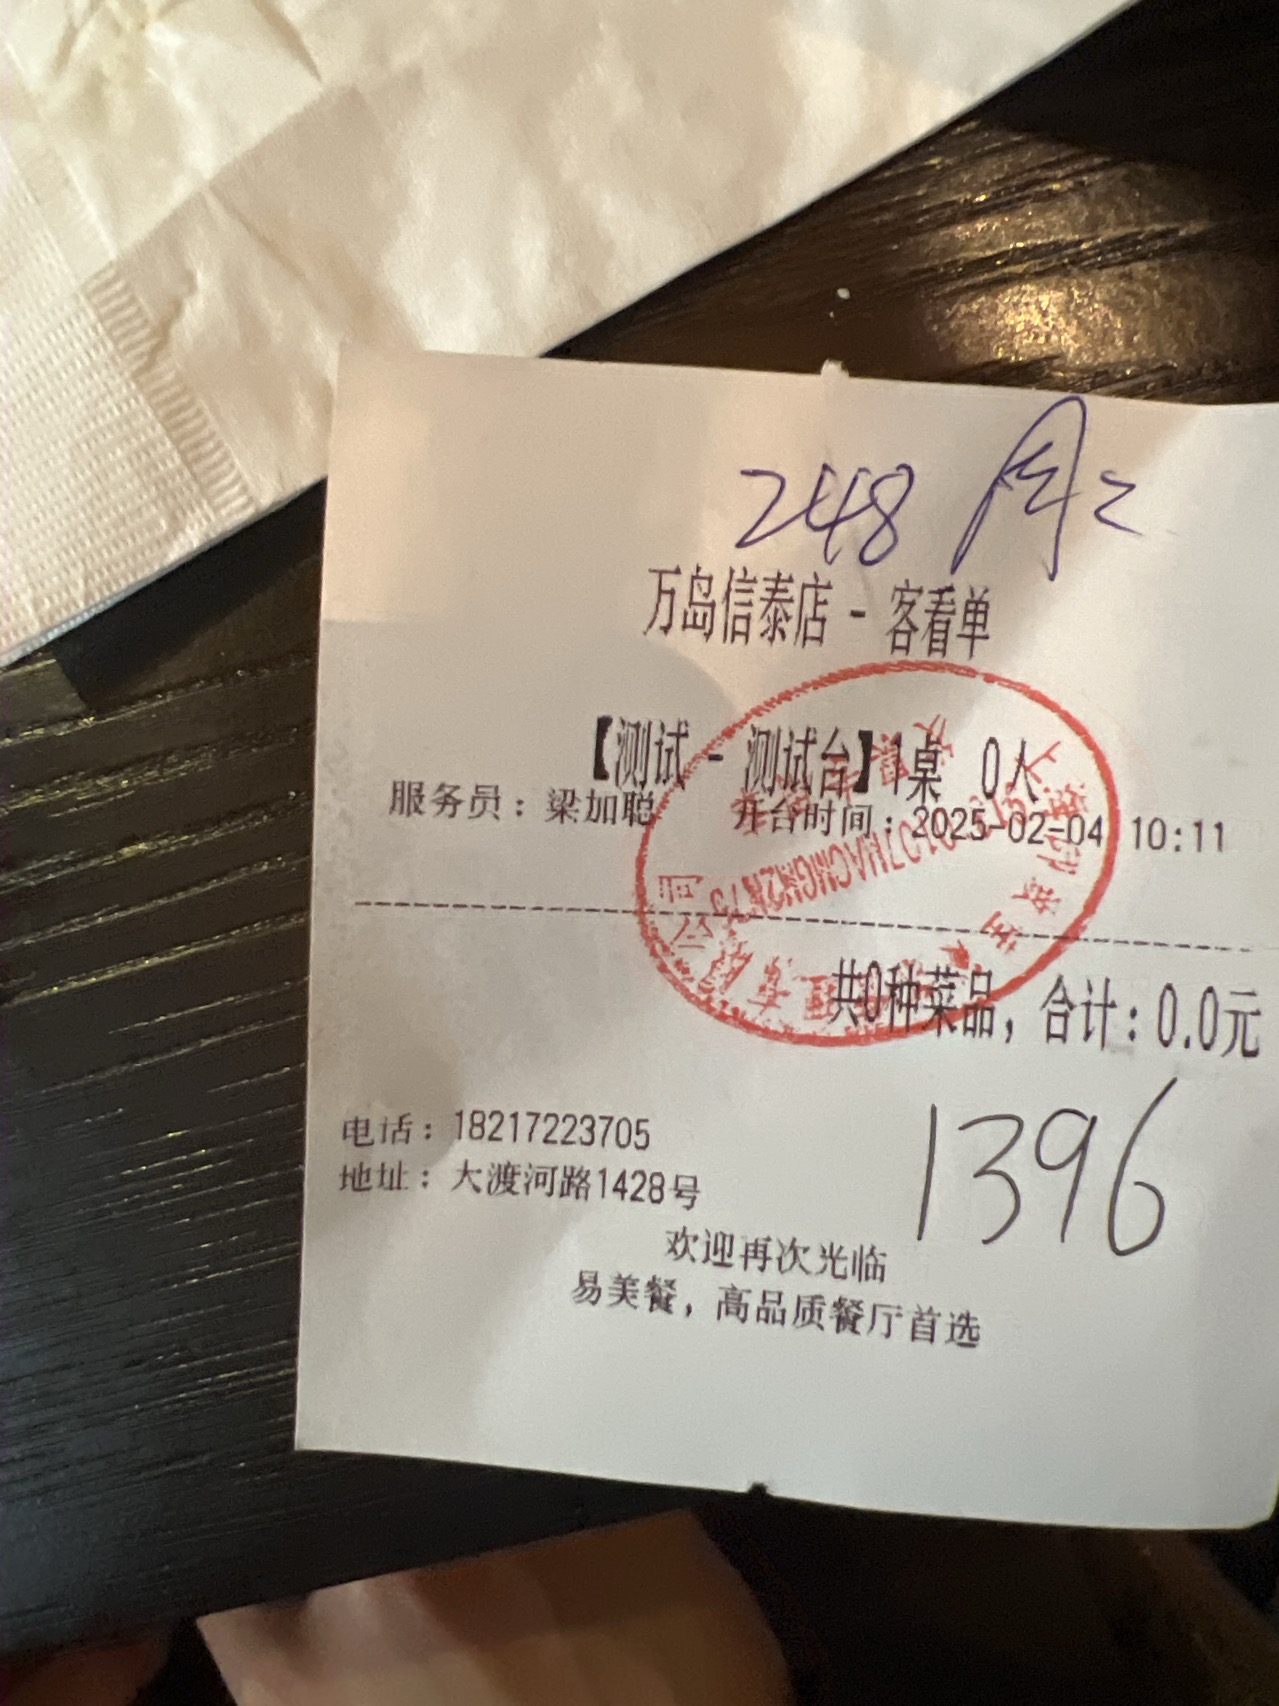 248 周二
万岛信泰店 - 客看单
【测试 - 测试台】1桌 0人
服务员：梁加聪 开台时间：2025-02-04 10:11
共0种菜品，合计：0.0元
1396
电话：18217223705
地址：大渡河路1428号
欢迎再次光临
易美餐，高品质餐厅首选